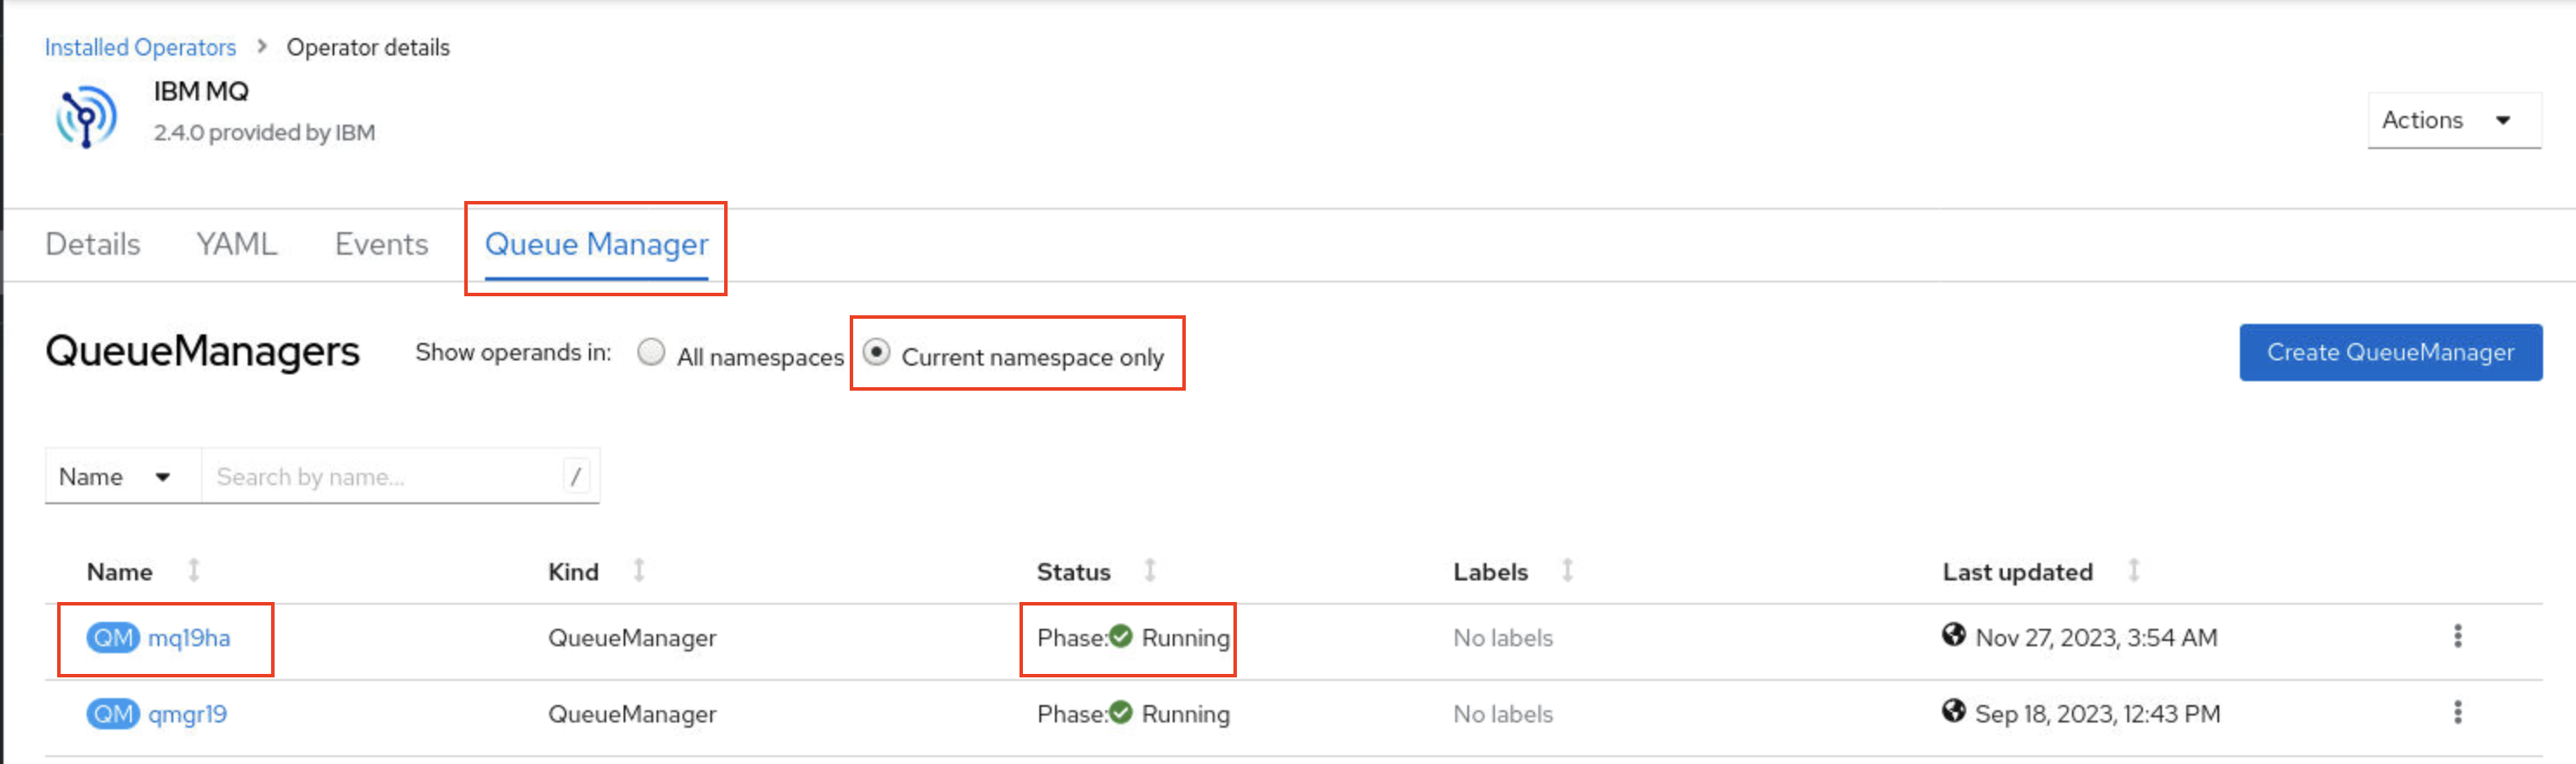 Installed Operators > Operator details
IBM MQ
2.4.0 provided by IBM
Actions
Details YAML Events Queue Manager
QueueManagers Show operands in: All namespaces Current namespace only Create QueueManager
Name Search by name... /
Name Kind Status Labels Last updated
QM mq19ha QueueManager Phase: Running No labels Nov 27, 2023, 3:54 AM
QM qmgr19 QueueManager Phase: Running No labels Sep 18, 2023, 12:43 PM